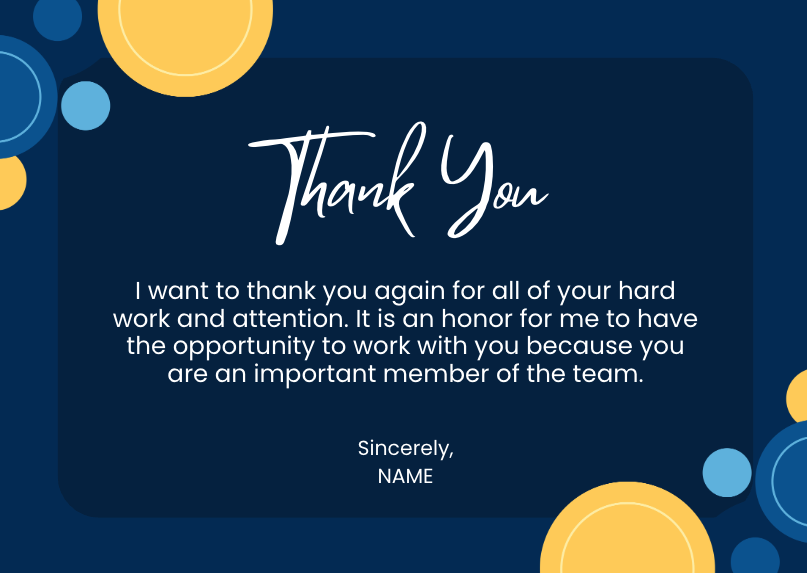 Thank You
I want to thank you again for all of your hard
work and attention. It is an honor for me to have
the opportunity to work with you because you
are an important member of the team.
Sincerely,
NAME